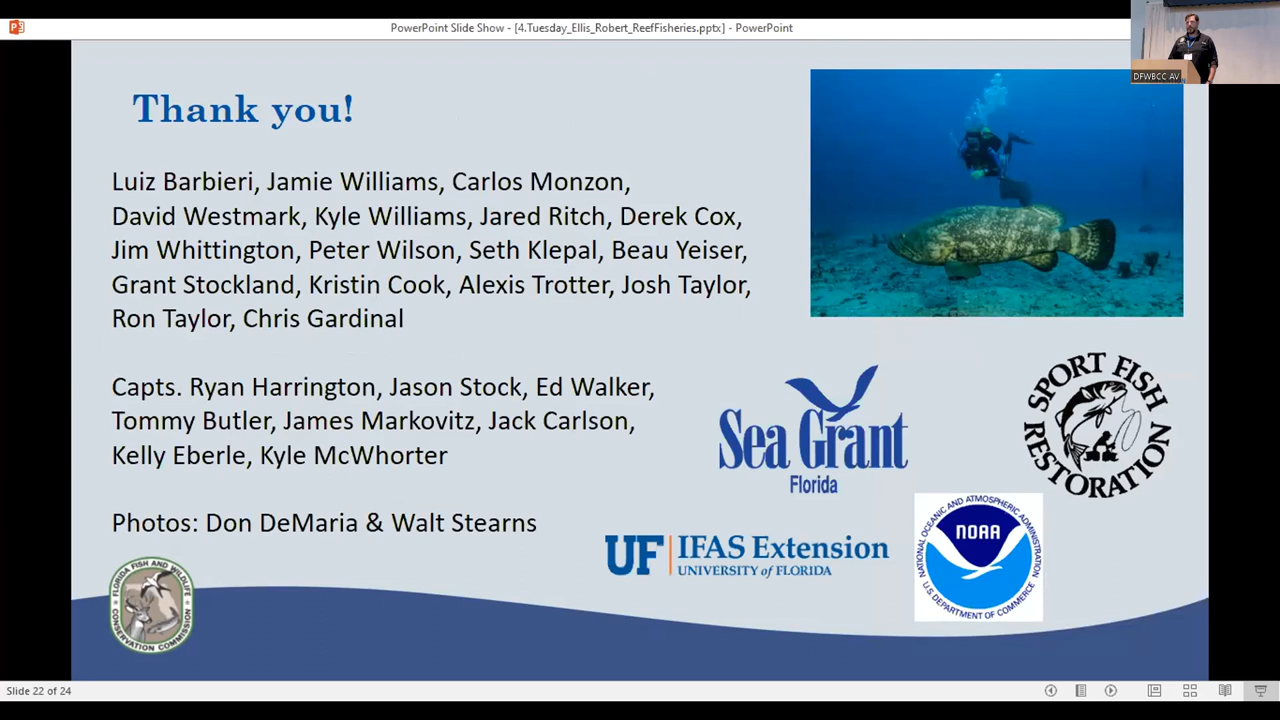 PowerPoint Slide Show - [4.Tuesday_Ellis_Robert_ReefFisheries.pptx] - PowerPoint
DFWBCC AV
Thank you!
Luiz Barbieri, Jamie Williams, Carlos Monzon,
David Westmark, Kyle Williams, Jared Ritch, Derek Cox,
Jim Whittington, Peter Wilson, Seth Klepal, Beau Yeiser,
Grant Stockland, Kristin Cook, Alexis Trotter, Josh Taylor,
Ron Taylor, Chris Gardinal
Capts. Ryan Harrington, Jason Stock, Ed Walker,
Tommy Butler, James Markovitz, Jack Carlson,
Kelly Eberle, Kyle McWhorter
Photos: Don DeMaria & Walt Stearns
Sea Grant
Florida
SPORT FISH
RESTORATION
UF IFAS Extension
UNIVERSITY of FLORIDA
NATIONAL OCEANIC AND ATMOSPHERIC ADMINISTRATION
NOAA
U.S. DEPARTMENT OF COMMERCE
FLORIDA FISH AND WILDLIFE
CONSERVATION COMMISSION
Slide 22 of 24